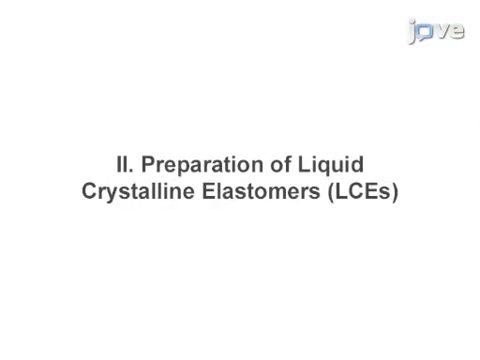 jove
II. Preparation of Liquid
Crystalline Elastomers (LCEs)